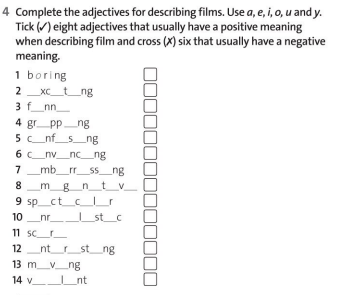 4 Complete the adjectives for describing films. Use a, e, i, o, u and y.
Tick (✓) eight adjectives that usually have a positive meaning
when describing film and cross (✗) six that usually have a negative
meaning.
1 boring
2 __xc__t__ng
3 f__nn__
4 gr__pp__ng
5 c__nf__s__ng
6 c__nv__nc__ng
7 __mb__rr__ss__ng
8 __m__g__n__t__v__
9 sp__ct__c__l__r
10 __nr__ __l__st__c
11 sc__r__
12 __nt__r__st__ng
13 m__v__ng
14 v__ __l__nt